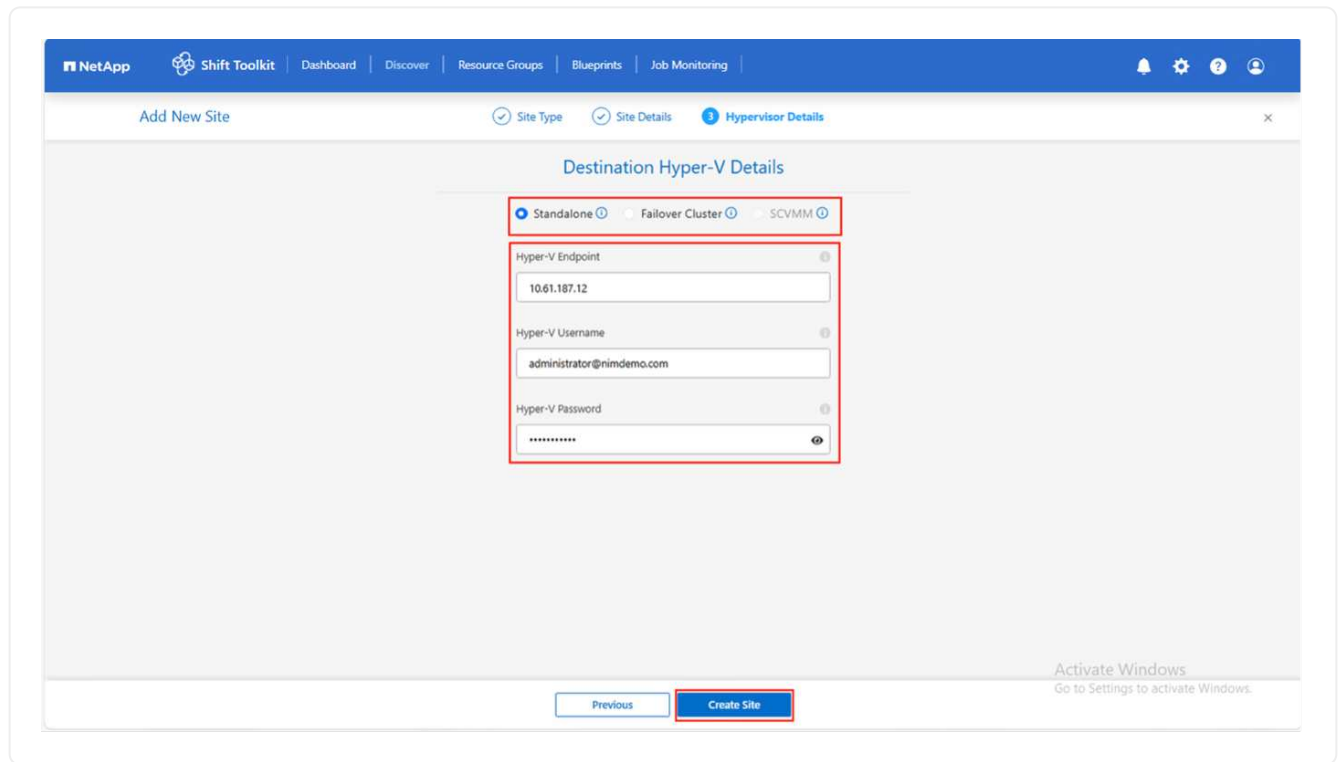 NetApp Shift Toolkit Dashboard Discover Resource Groups Blueprints Job Monitoring
Add New Site Site Type Site Details 3 Hypervisor Details
Destination Hyper-V Details
Standalone Failover Cluster SCVMM
Hyper-V Endpoint
10.61.187.12
Hyper-V Username
administrator@nimdemo.com
Hyper-V Password
•••••••••••
Activate Windows
Go to Settings to activate Windows.
Previous Create Site